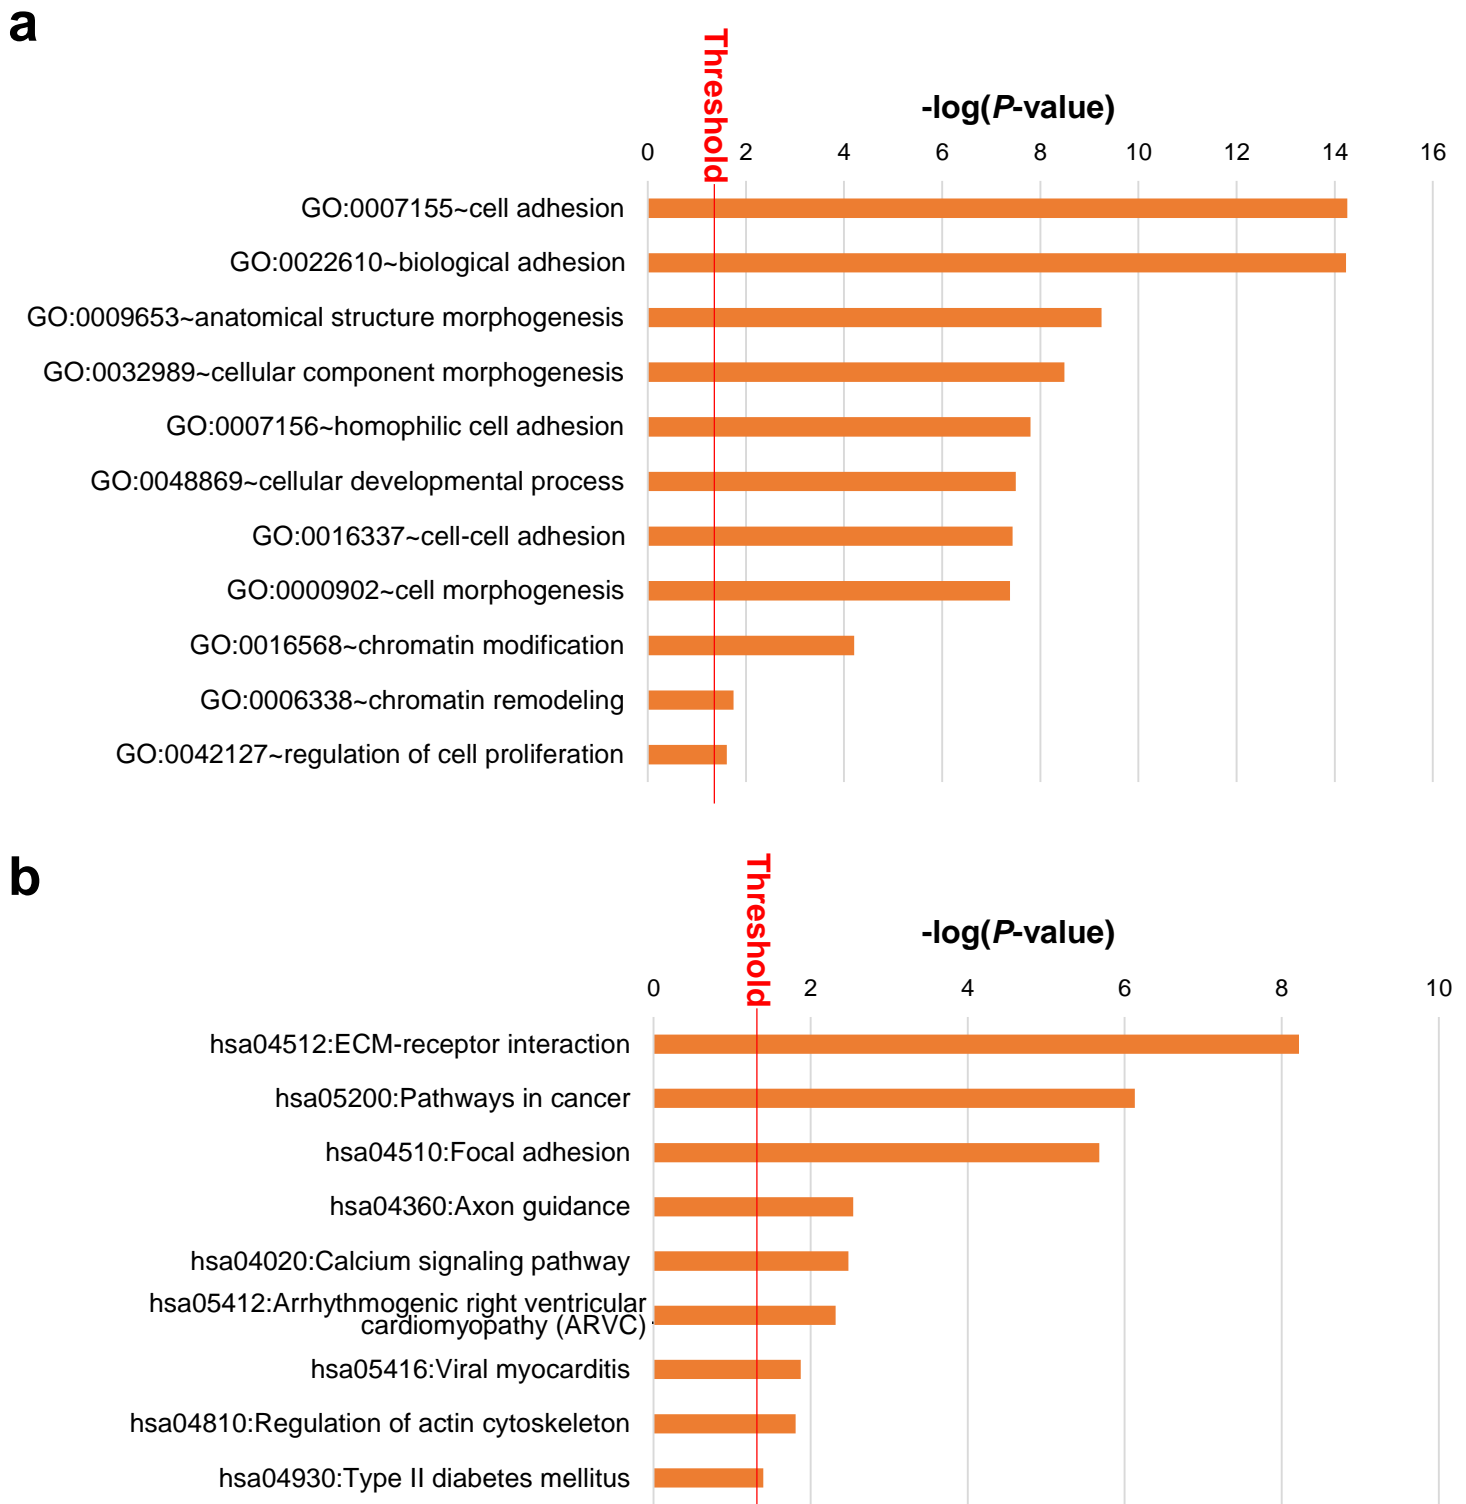 a
Threshold
-log(P-value)
0 2 4 6 8 10 12 14 16
GO:0007155~cell adhesion
GO:0022610~biological adhesion
GO:0009653~anatomical structure morphogenesis
GO:0032989~cellular component morphogenesis
GO:0007156~homophilic cell adhesion
GO:0048869~cellular developmental process
GO:0016337~cell-cell adhesion
GO:0000902~cell morphogenesis
GO:0016568~chromatin modification
GO:0006338~chromatin remodeling
GO:0042127~regulation of cell proliferation
b
Threshold
-log(P-value)
0 2 4 6 8 10
hsa04512:ECM-receptor interaction
hsa05200:Pathways in cancer
hsa04510:Focal adhesion
hsa04360:Axon guidance
hsa04020:Calcium signaling pathway
hsa05412:Arrhythmogenic right ventricular
cardiomyopathy (ARVC)
hsa05416:Viral myocarditis
hsa04810:Regulation of actin cytoskeleton
hsa04930:Type II diabetes mellitus